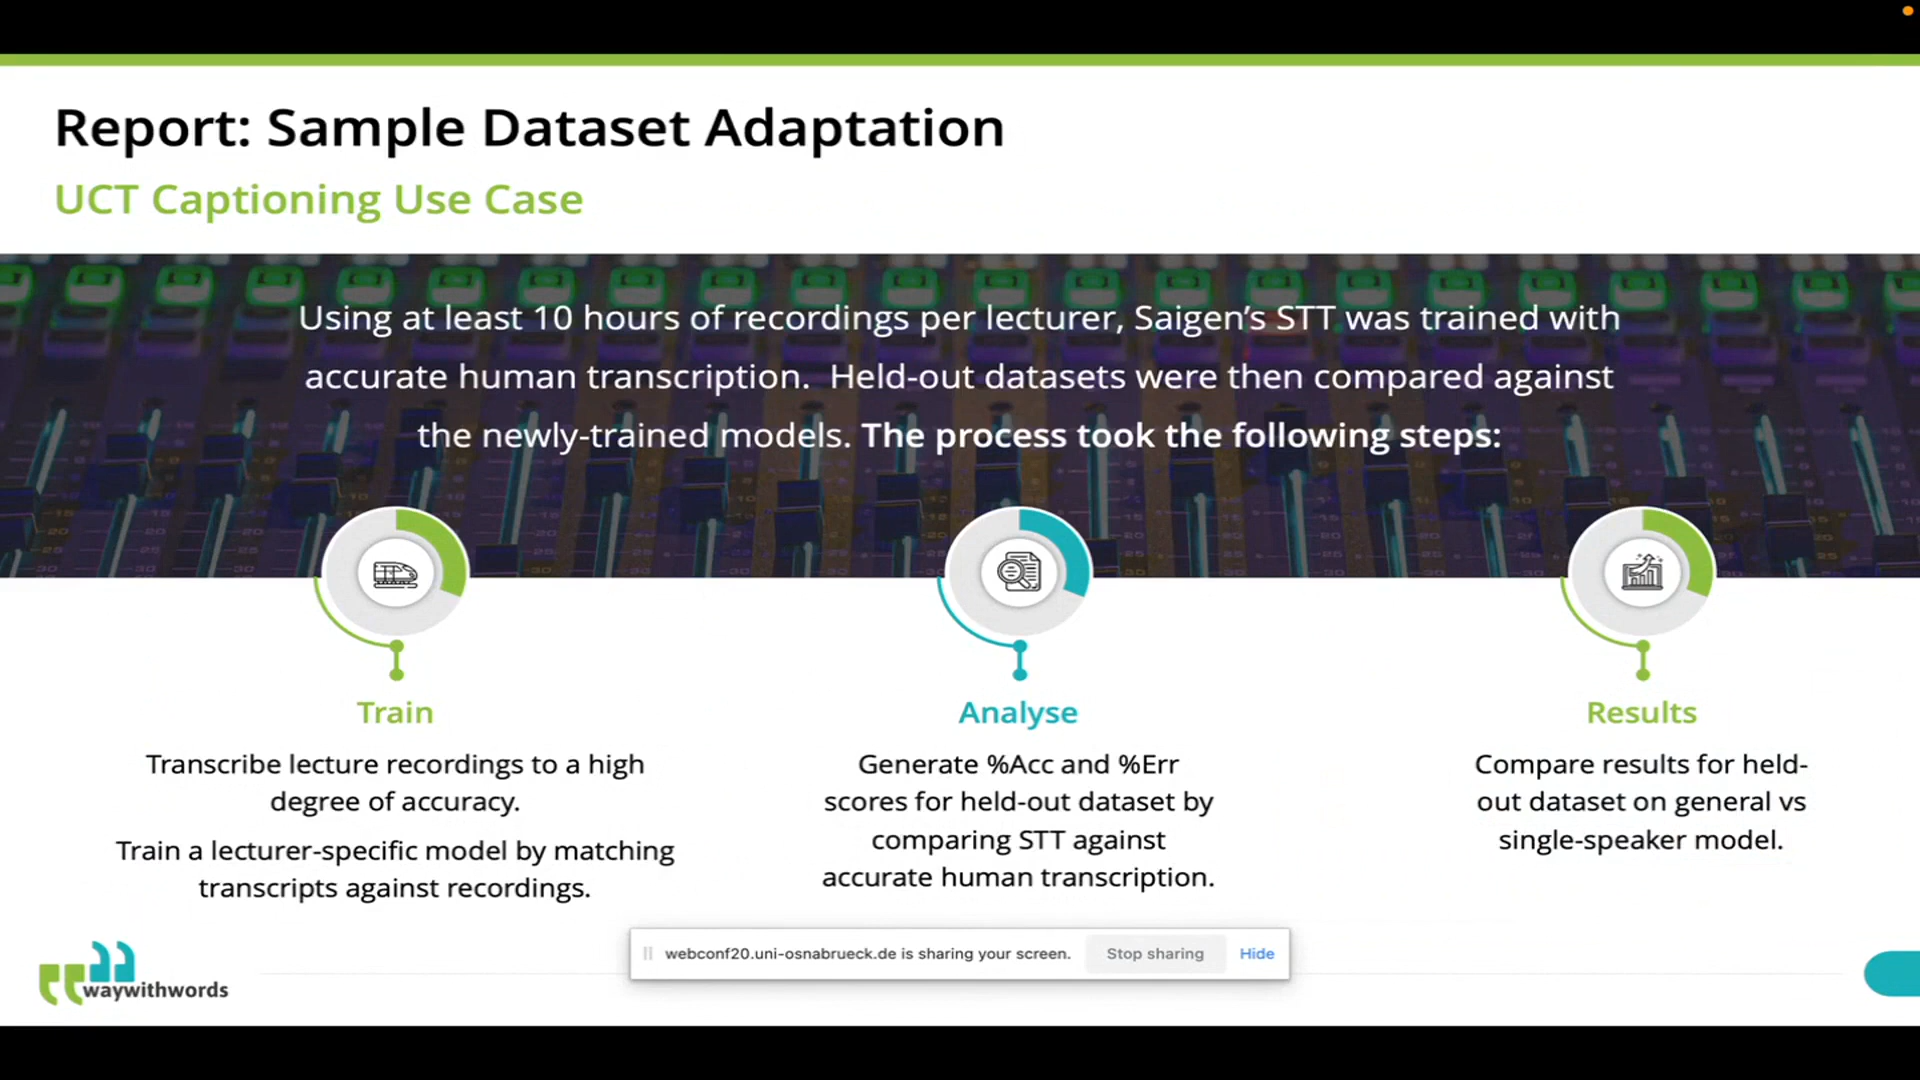 Report: Sample Dataset Adaptation
UCT Captioning Use Case
Using at least 10 hours of recordings per lecturer, Saigen's STT was trained with
accurate human transcription.  Held-out datasets were then compared against
the newly-trained models. The process took the following steps:
Train
Transcribe lecture recordings to a high
degree of accuracy.
Train a lecturer-specific model by matching
transcripts against recordings.
Analyse
Generate %Acc and %Err
scores for held-out dataset by
comparing STT against
accurate human transcription.
Results
Compare results for held-
out dataset on general vs
single-speaker model.
webconf20.uni-osnabrueck.de is sharing your screen.
Stop sharing
Hide
waywithwords